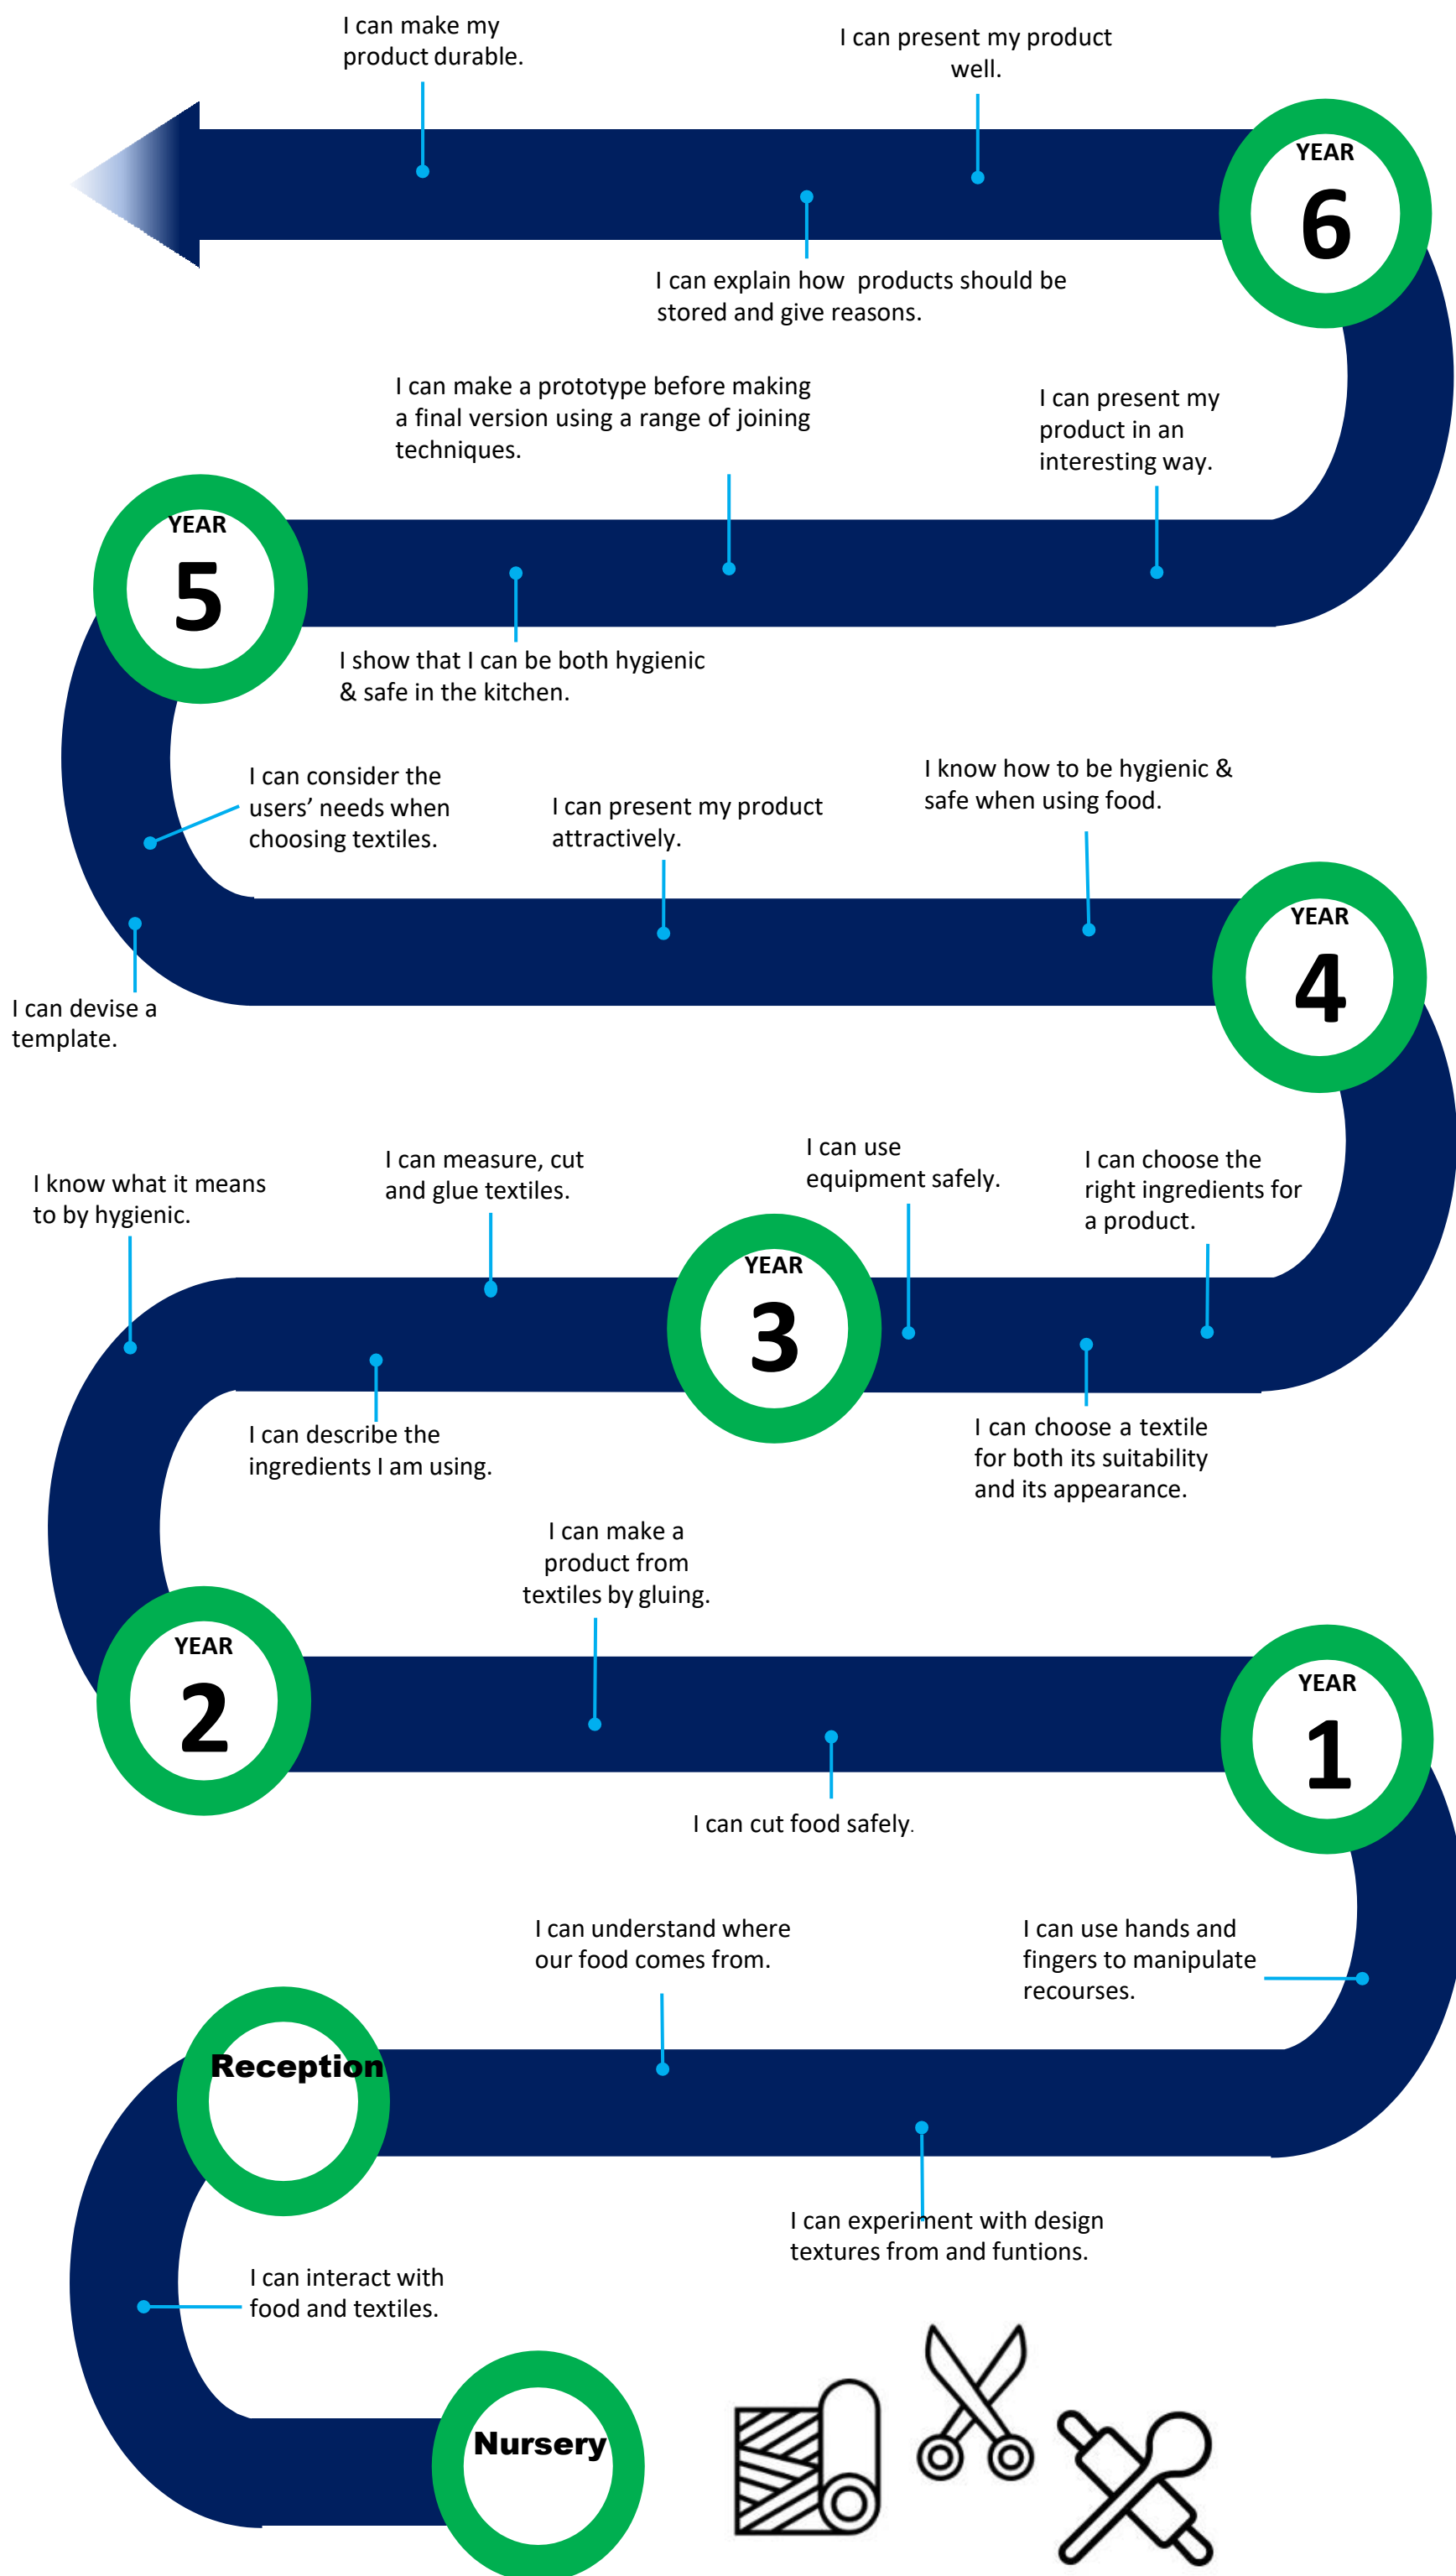 I can make my
product durable.
I can present my product
well.
YEAR
6
I can explain how products should be
stored and give reasons.
I can make a prototype before making
a final version using a range of joining
techniques.
I can present my
product in an
interesting way.
YEAR
5
I show that I can be both hygienic
& safe in the kitchen.
I can consider the
users’ needs when
choosing textiles.
I can present my product
attractively.
I know how to be hygienic &
safe when using food.
YEAR
4
I can devise a
template.
I know what it means
to by hygienic.
I can measure, cut
and glue textiles.
I can use
equipment safely.
I can choose the
right ingredients for
a product.
YEAR
3
I can describe the
ingredients I am using.
I can choose a textile
for both its suitability
and its appearance.
I can make a
product from
textiles by gluing.
YEAR
2
YEAR
1
I can cut food safely.
I can understand where
our food comes from.
I can use hands and
fingers to manipulate
recourses.
Reception
I can experiment with design
textures from and funtions.
I can interact with
food and textiles.
Nursery